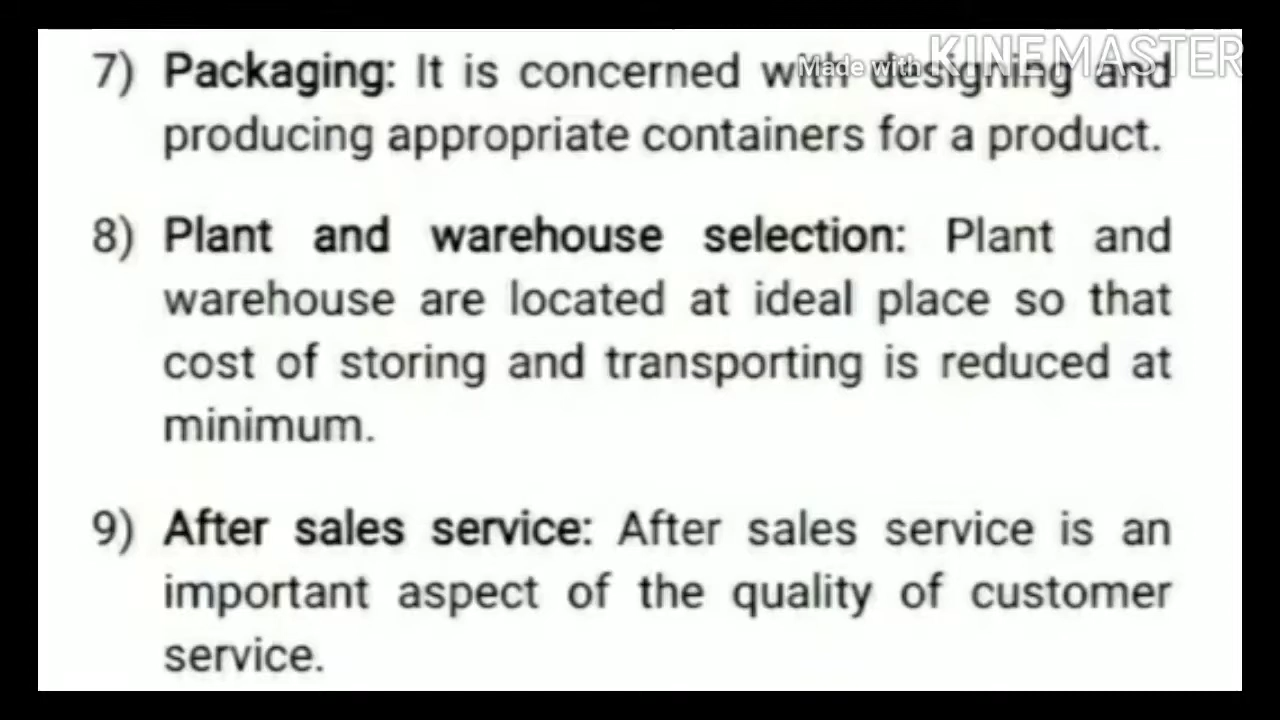 Made with KINEMASTER
7) Packaging: It is concerned with designing and
producing appropriate containers for a product.
8) Plant and warehouse selection: Plant and
warehouse are located at ideal place so that
cost of storing and transporting is reduced at
minimum.
9) After sales service: After sales service is an
important aspect of the quality of customer
service.